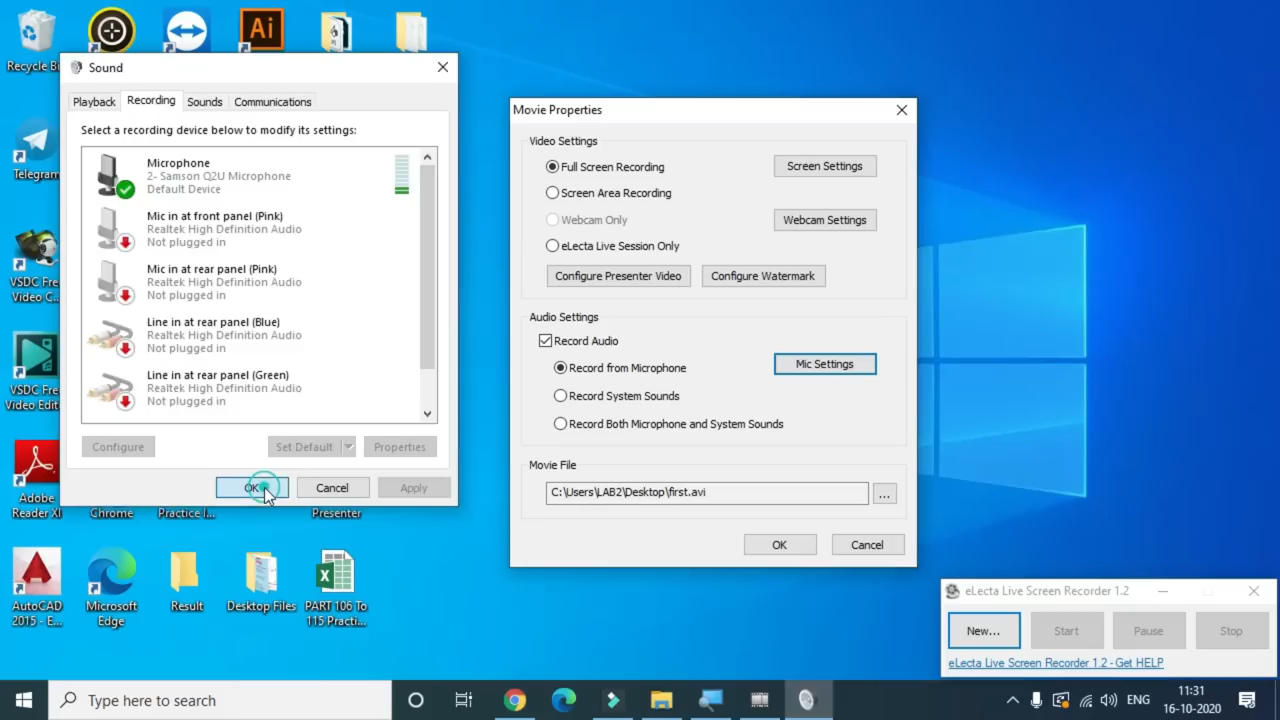 Ai
Recycle Bi
Telegram
VSDC Fre
Video C...
VSDC Fre
Video Edit
Adobe
Reader XI
Chrome
Practice I...
Presenter
AutoCAD
2015 - E...
Microsoft
Edge
Result
Desktop Files
PART 106 To
115 Practi...
Sound
Playback
Recording
Sounds
Communications
Select a recording device below to modify its settings:
Microphone
2- Samson Q2U Microphone
Default Device
Mic in at front panel (Pink)
Realtek High Definition Audio
Not plugged in
Mic in at rear panel (Pink)
Realtek High Definition Audio
Not plugged in
Line in at rear panel (Blue)
Realtek High Definition Audio
Not plugged in
Line in at rear panel (Green)
Realtek High Definition Audio
Not plugged in
Configure
Set Default
Properties
OK
Cancel
Apply
Movie Properties
Video Settings
Full Screen Recording
Screen Settings
Screen Area Recording
Webcam Only
Webcam Settings
eLecta Live Session Only
Configure Presenter Video
Configure Watermark
Audio Settings
Record Audio
Record from Microphone
Mic Settings
Record System Sounds
Record Both Microphone and System Sounds
Movie File
C:\Users\LAB2\Desktop\first.avi
...
OK
Cancel
eLecta Live Screen Recorder 1.2
New...
Start
Pause
Stop
eLecta Live Screen Recorder 1.2 - Get HELP
Type here to search
ENG
11:31
16-10-2020